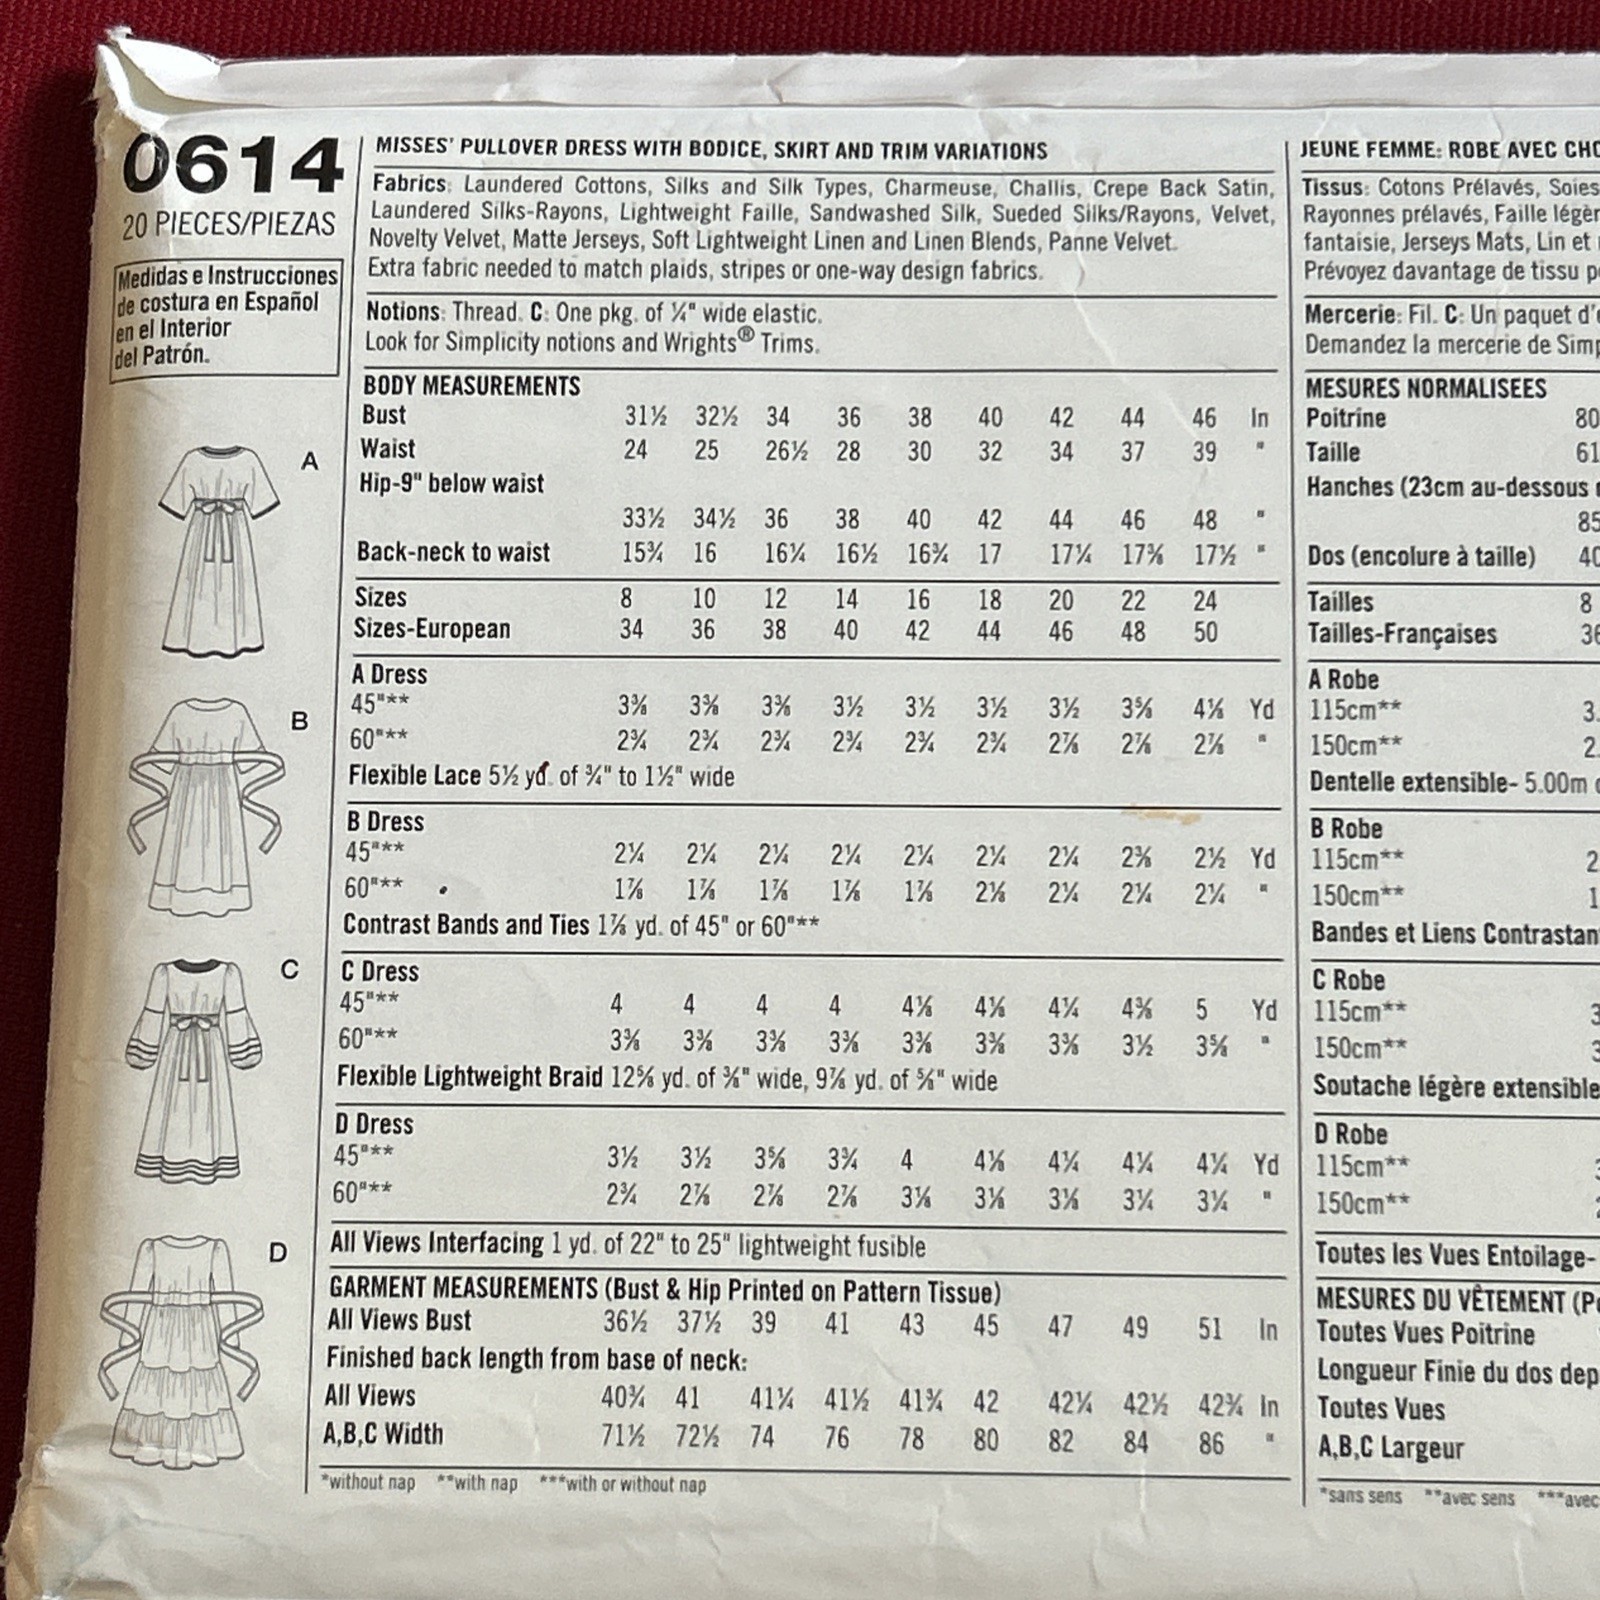 0614
20 PIECES/PIEZAS
Medidas e Instrucciones
de costura en Español
en el Interior
del Patrón.
A
B
C
D
MISSES' PULLOVER DRESS WITH BODICE, SKIRT AND TRIM VARIATIONS
Fabrics: Laundered Cottons, Silks and Silk Types, Charmeuse, Challis, Crepe Back Satin,
Laundered Silks-Rayons, Lightweight Faille, Sandwashed Silk, Sueded Silks/Rayons, Velvet,
Novelty Velvet, Matte Jerseys, Soft Lightweight Linen and Linen Blends, Panne Velvet.
Extra fabric needed to match plaids, stripes or one-way design fabrics.
Notions: Thread. C: One pkg. of ¼" wide elastic.
Look for Simplicity notions and Wrights® Trims.
BODY MEASUREMENTS
Bust 31½ 32½ 34 36 38 40 42 44 46 In
Waist 24 25 26½ 28 30 32 34 37 39 "
Hip-9" below waist
33½ 34½ 36 38 40 42 44 46 48 "
Back-neck to waist 15¾ 16 16¼ 16½ 16¾ 17 17¼ 17⅜ 17½ "
Sizes 8 10 12 14 16 18 20 22 24
Sizes-European 34 36 38 40 42 44 46 48 50
A Dress
45"** 3⅜ 3⅜ 3⅜ 3½ 3½ 3½ 3½ 3⅝ 4⅛ Yd
60"** 2¾ 2¾ 2¾ 2¾ 2¾ 2¾ 2⅞ 2⅞ 2⅞ "
Flexible Lace 5½ yd. of ¾" to 1½" wide
B Dress
45"** 2¼ 2¼ 2¼ 2¼ 2¼ 2¼ 2¼ 2⅜ 2½ Yd
60"** 1⅞ 1⅞ 1⅞ 1⅞ 1⅞ 2⅛ 2¼ 2¼ 2¼ "
Contrast Bands and Ties 1⅞ yd. of 45" or 60"**
C Dress
45"** 4 4 4 4 4⅛ 4⅛ 4¼ 4⅜ 5 Yd
60"** 3⅜ 3⅜ 3⅜ 3⅜ 3⅜ 3⅜ 3⅜ 3½ 3⅝ "
Flexible Lightweight Braid 12⅝ yd. of ⅜" wide, 9⅞ yd. of ⅝" wide
D Dress
45"** 3½ 3½ 3⅝ 3¾ 4 4⅛ 4¼ 4¼ 4¼ Yd
60"** 2¾ 2⅞ 2⅞ 2⅞ 3⅛ 3⅛ 3⅛ 3¼ 3¼ "
All Views Interfacing 1 yd. of 22" to 25" lightweight fusible
GARMENT MEASUREMENTS (Bust & Hip Printed on Pattern Tissue)
All Views Bust 36½ 37½ 39 41 43 45 47 49 51 In
Finished back length from base of neck:
All Views 40¾ 41 41¼ 41½ 41¾ 42 42¼ 42½ 42¾ In
A,B,C Width 71½ 72½ 74 76 78 80 82 84 86 "
*without nap **with nap ***with or without nap
JEUNE FEMME: ROBE AVEC CHO
Tissus: Cotons Prélavés, Soies
Rayonnes prélavés, Faille légèr
fantaisie, Jerseys Mats, Lin et
Prévoyez davantage de tissu p
Mercerie: Fil. C: Un paquet d'
Demandez la mercerie de Simp
MESURES NORMALISEES
Poitrine 80
Taille 61
Hanches (23cm au-dessous
85
Dos (encolure à taille) 40
Tailles 8
Tailles-Françaises 36
A Robe
115cm** 3.
150cm** 2.
Dentelle extensible- 5.00m
B Robe
115cm** 2
150cm** 1
Bandes et Liens Contrastan
C Robe
115cm** 3
150cm** 3
Soutache légère extensible
D Robe
115cm**
150cm**
Toutes les Vues Entoilage-
MESURES DU VÊTEMENT (P
Toutes Vues Poitrine
Longueur Finie du dos dep
Toutes Vues
A,B,C Largeur
*sans sens **avec sens ***avec